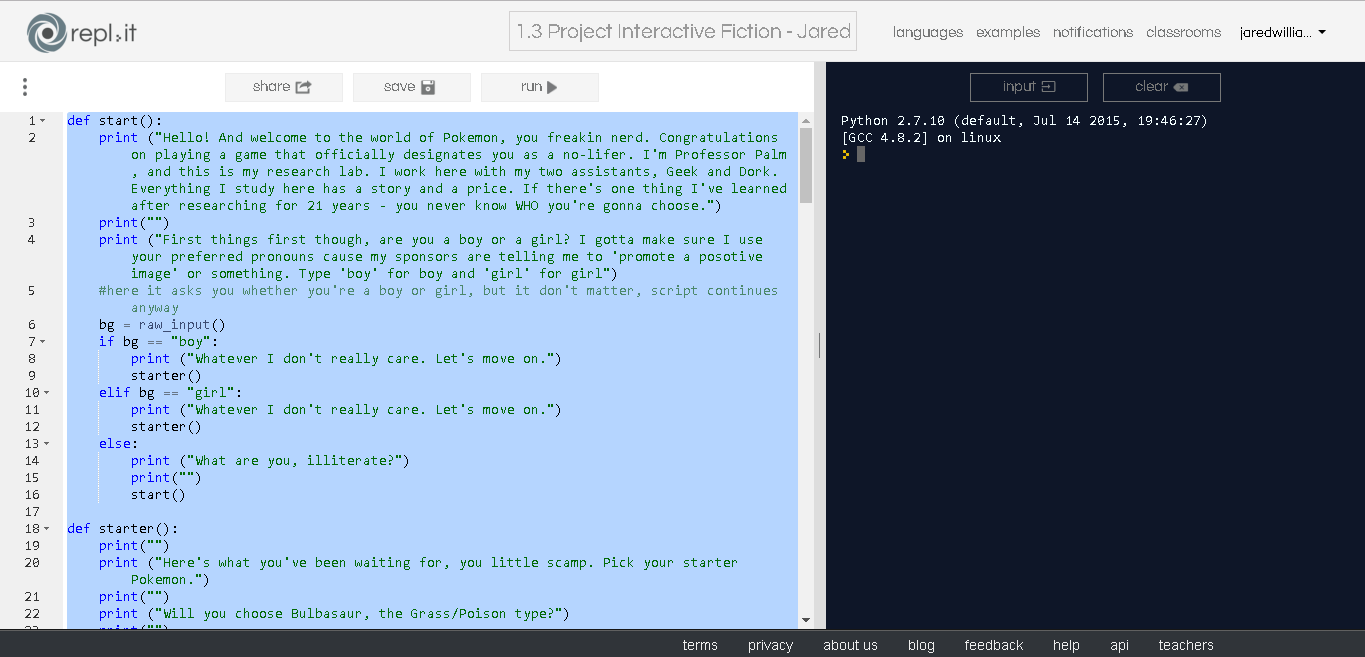 repl.it
1.3 Project Interactive Fiction - Jared
languages examples notifications classrooms jaredwillia...
share save run
input clear
1 def start():
2 print ("Hello! And welcome to the world of Pokemon, you freakin nerd. Congratulations
on playing a game that officially designates you as a no-lifer. I'm Professor Palm
, and this is my research lab. I work here with my two assistants, Geek and Dork.
Everything I study here has a story and a price. If there's one thing I've learned
after researching for 21 years - you never know WHO you're gonna choose.")
3 print("")
4 print ("First things first though, are you a boy or a girl? I gotta make sure I use
your preferred pronouns cause my sponsors are telling me to 'promote a posotive
image' or something. Type 'boy' for boy and 'girl' for girl")
5 #here it asks you whether you're a boy or girl, but it don't matter, script continues
anyway
6 bg = raw_input()
7 if bg == "boy":
8 print ("Whatever I don't really care. Let's move on.")
9 starter()
10 elif bg == "girl":
11 print ("Whatever I don't really care. Let's move on.")
12 starter()
13 else:
14 print ("What are you, illiterate?")
15 print("")
16 start()
17
18 def starter():
19 print("")
20 print ("Here's what you've been waiting for, you little scamp. Pick your starter
Pokemon.")
21 print("")
22 print ("Will you choose Bulbasaur, the Grass/Poison type?")
23 print("")
Python 2.7.10 (default, Jul 14 2015, 19:46:27)
[GCC 4.8.2] on linux
terms privacy about us blog feedback help api teachers